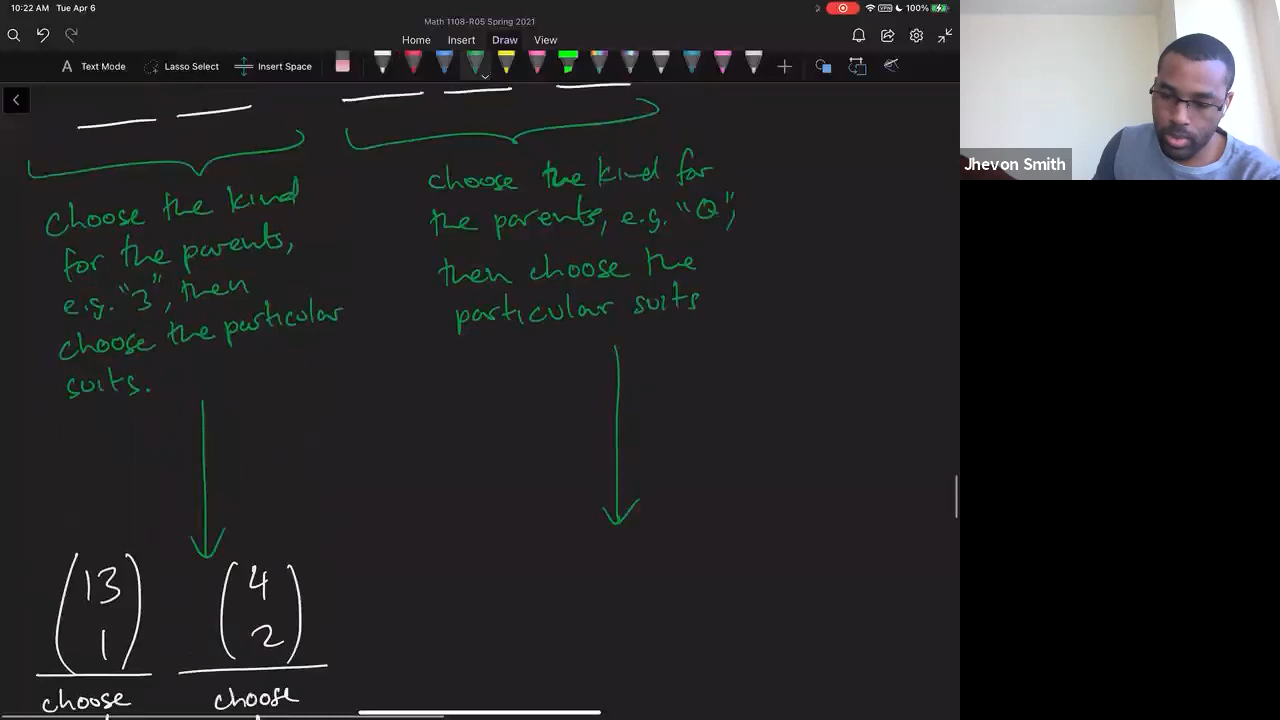 10:22 AM Tue Apr 6
100%
Math 1108-R05 Spring 2021
Home Insert Draw View
Text Mode Lasso Select Insert Space
choose the kind
for the parents,
e.g. "3", then
choose the particular
suits.
choose the kind for
the parents, e.g. "Q",
then choose the
particular suits
(13
1)
(4
2)
choose choose
Jhevon Smith